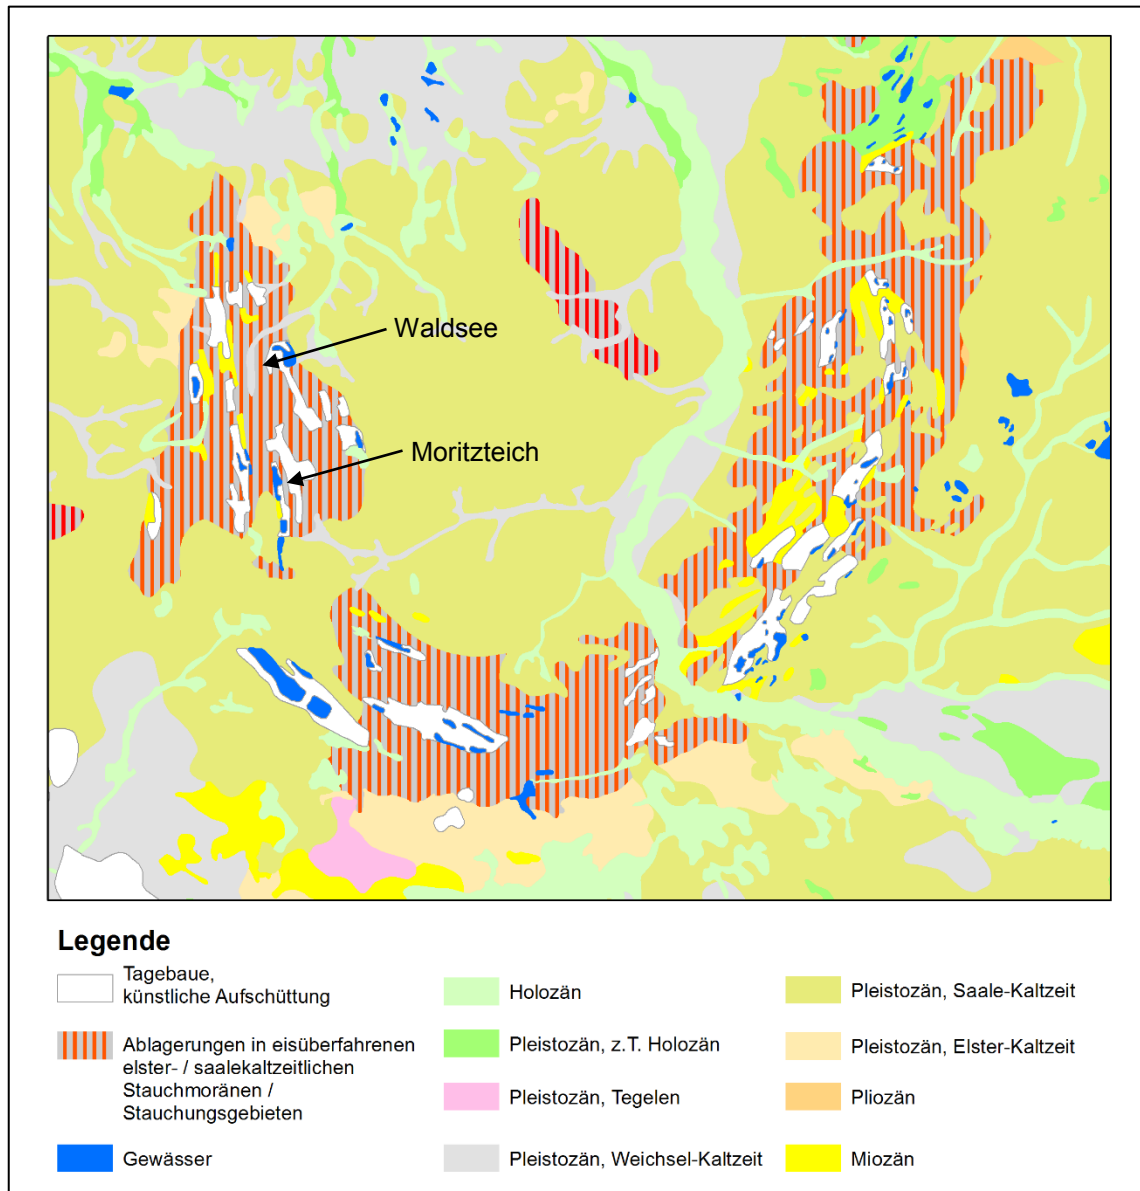 Waldsee
Moritzteich
Legende
Tagebaue,
künstliche Aufschüttung
Ablagerungen in eisüberfahrenen
elster- / saalekaltzeitlichen
Stauchmoränen /
Stauchungsgebieten
Gewässer
Holozän
Pleistozän, z.T. Holozän
Pleistozän, Tegelen
Pleistozän, Weichsel-Kaltzeit
Pleistozän, Saale-Kaltzeit
Pleistozän, Elster-Kaltzeit
Pliozän
Miozän